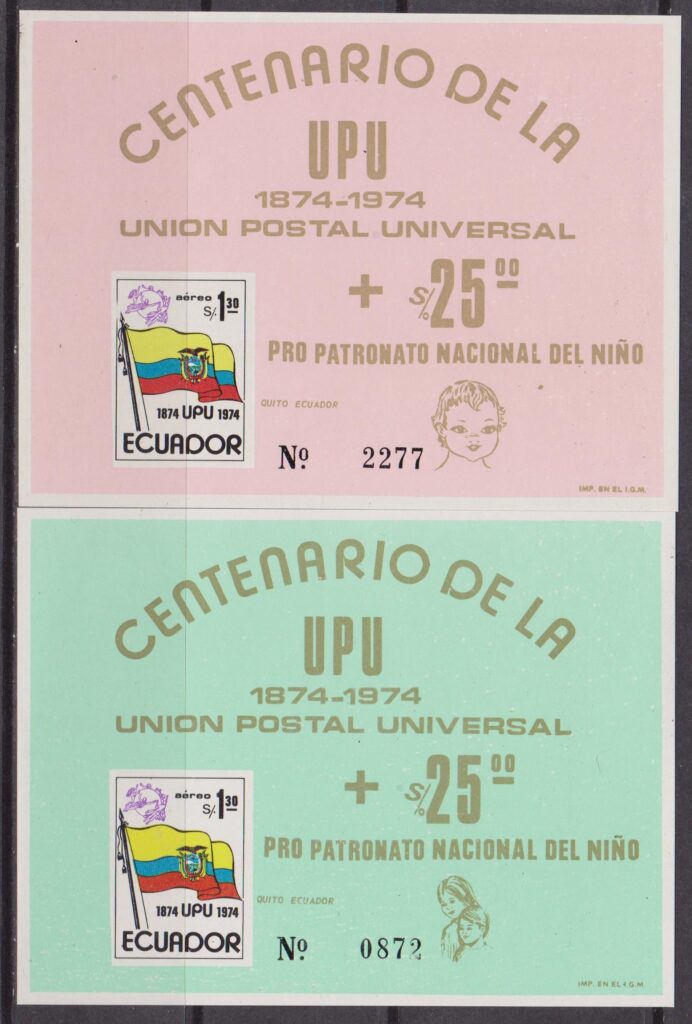 CENTENARIO DE LA
UPU
1874-1974
UNION POSTAL UNIVERSAL
+ S/. 25 00
PRO PATRONATO NACIONAL DEL NIÑO
aéreo
S/. 1 30
1874 UPU 1974
ECUADOR
QUITO ECUADOR
Nº. 2277
IMP. EN EL I.G.M.
CENTENARIO DE LA
UPU
1874-1974
UNION POSTAL UNIVERSAL
+ S/. 25 00
PRO PATRONATO NACIONAL DEL NIÑO
aéreo
S/. 1 30
1874 UPU 1974
ECUADOR
QUITO ECUADOR
Nº. 0872
IMP. EN EL I.G.M.